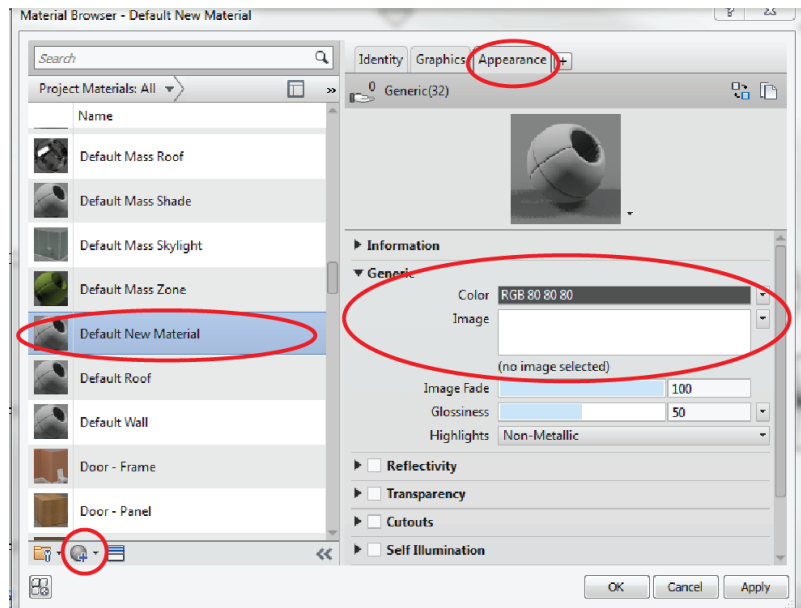 Material Browser - Default New Material
Search
Project Materials: All
»
Name
Default Mass Roof
Default Mass Shade
Default Mass Skylight
Default Mass Zone
Default New Material
Default Roof
Default Wall
Door - Frame
Door - Panel
«
Identity Graphics Appearance +
0 Generic(32)
Information
Generic
Color RGB 80 80 80
Image
(no image selected)
Image Fade 100
Glossiness 50
Highlights Non-Metallic
Reflectivity
Transparency
Cutouts
Self Illumination
OK Cancel Apply